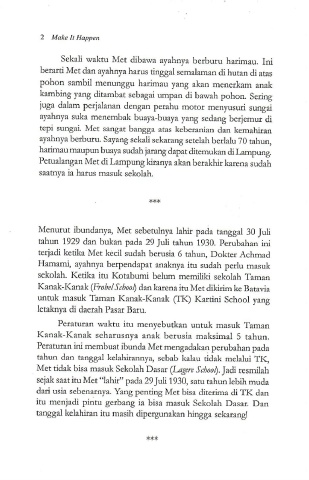 2 Make It Happen
Sekali waktu Met dibawa ayahnya berburu harimau. Ini
berarti Met dan ayahnya harus tinggal semalaman di hutan di atas
pohon sambil menunggu harimau yang akan menerkam anak
kambing yang ditambat sebagai umpan di bawah pohon. Sering
juga dalam perjalanan dengan perahu motor menyusuri sungai
ayahnya suka menembak buaya-buaya yang sedang berjemur di
tepi sungai. Met sangat bangga atas keberanian dan kemahiran
ayahnya berburu. Sayang sekali sekarang setelah berlalu 70 tahun,
harimau maupun buaya sudah jarang dapat ditemukan di Lampung.
Petualangan Met di Lampung kiranya akan berakhir karena sudah
saatnya ia harus masuk sekolah.
***
Menurut ibundanya, Met sebetulnya lahir pada tanggal 30 Juli
tahun 1929 dan bukan pada 29 Juli tahun 1930. Perubahan ini
terjadi ketika Met kecil sudah berusia 6 tahun, Dokter Achmad
Hamami, ayahnya berpendapat anaknya itu sudah perlu masuk
sekolah. Ketika itu Kotabumi belum memiliki sekolah Taman
Kanak-Kanak (Frobel School) dan karena itu Met dikirim ke Batavia
untuk masuk Taman Kanak-Kanak (TK) Kartini School yang
letaknya di daerah Pasar Baru.
Peraturan waktu itu menyebutkan untuk masuk Taman
Kanak-Kanak seharusnya anak berusia maksimal 5 tahun.
Peraturan ini membuat ibunda Met mengadakan perubahan pada
tahun dan tanggal kelahirannya, sebab kalau tidak melalui TK,
Met tidak bisa masuk Sekolah Dasar (Lagere School). Jadi resmilah
sejak saat itu Met “lahir” pada 29 Juli 1930, satu tahun lebih muda
dari usia sebenarnya. Yang penting Met bisa diterima di TK dan
itu menjadi pintu gerbang ia bisa masuk Sekolah Dasar. Dan
tanggal kelahiran itu masih dipergunakan hingga sekarang!
***